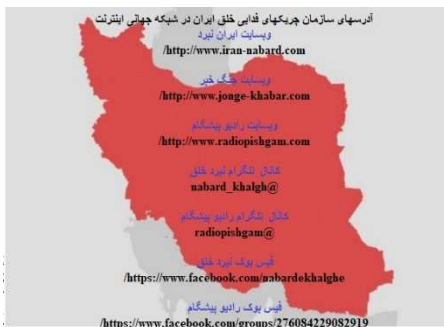 آدرسهای سازمان چریکهای فدایی خلق ایران در شبکه جهانی اینترنت
وبسایت ایران نبرد
http://www.iran-nabard.com/
وبسایت جنگ خبر
http://www.jonge-khabar.com/
وبسایت رادیو پیشگام
http://www.radiopishgam.com/
کانال تلگرام نبرد خلق
@nabard_khalgh
کانال تلگرام رادیو پیشگام
@radiopishgam
فیس بوک نبرد خلق
https://www.facebook.com/nabardekhalghe/
فیس بوک رادیو پیشگام
https://www.facebook.com/groups/276084229082919/